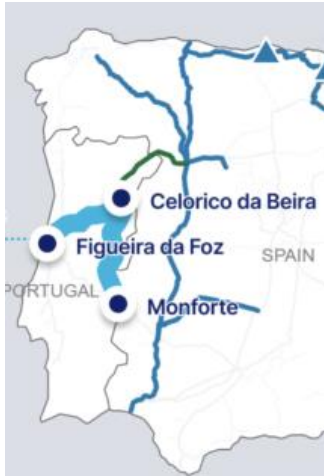 Celorico da Beira
Figueira da Foz
SPAIN
PORTUGAL
Monforte